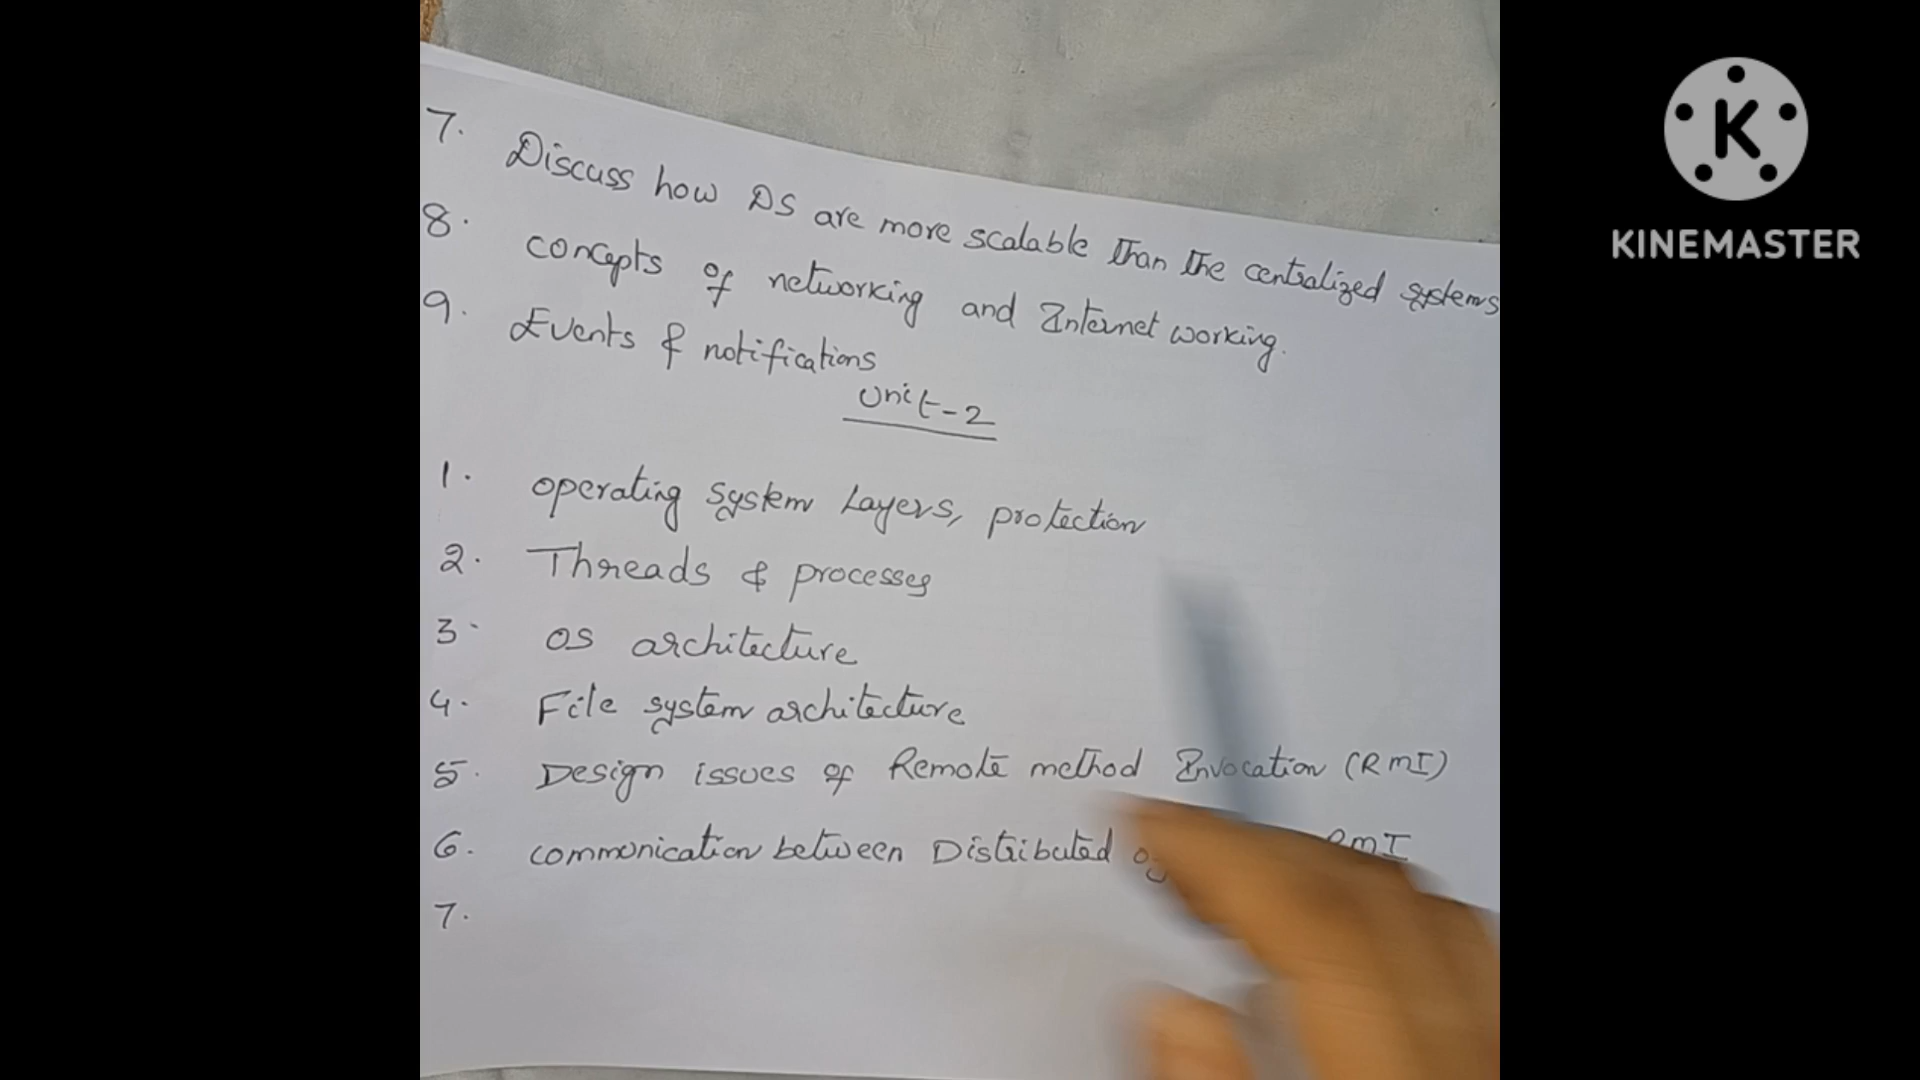 7. Discuss how DS are more scalable than the centralized systems
8. concepts of networking and Internet working.
9. Events & notifications
Unit-2
1. operating system Layers, protection
2. Threads & processes
3. OS architecture
4. File system architecture
5. Design issues of Remote method Invocation (RMI)
6. communication between Distributed RMI
7.
K
KINEMASTER